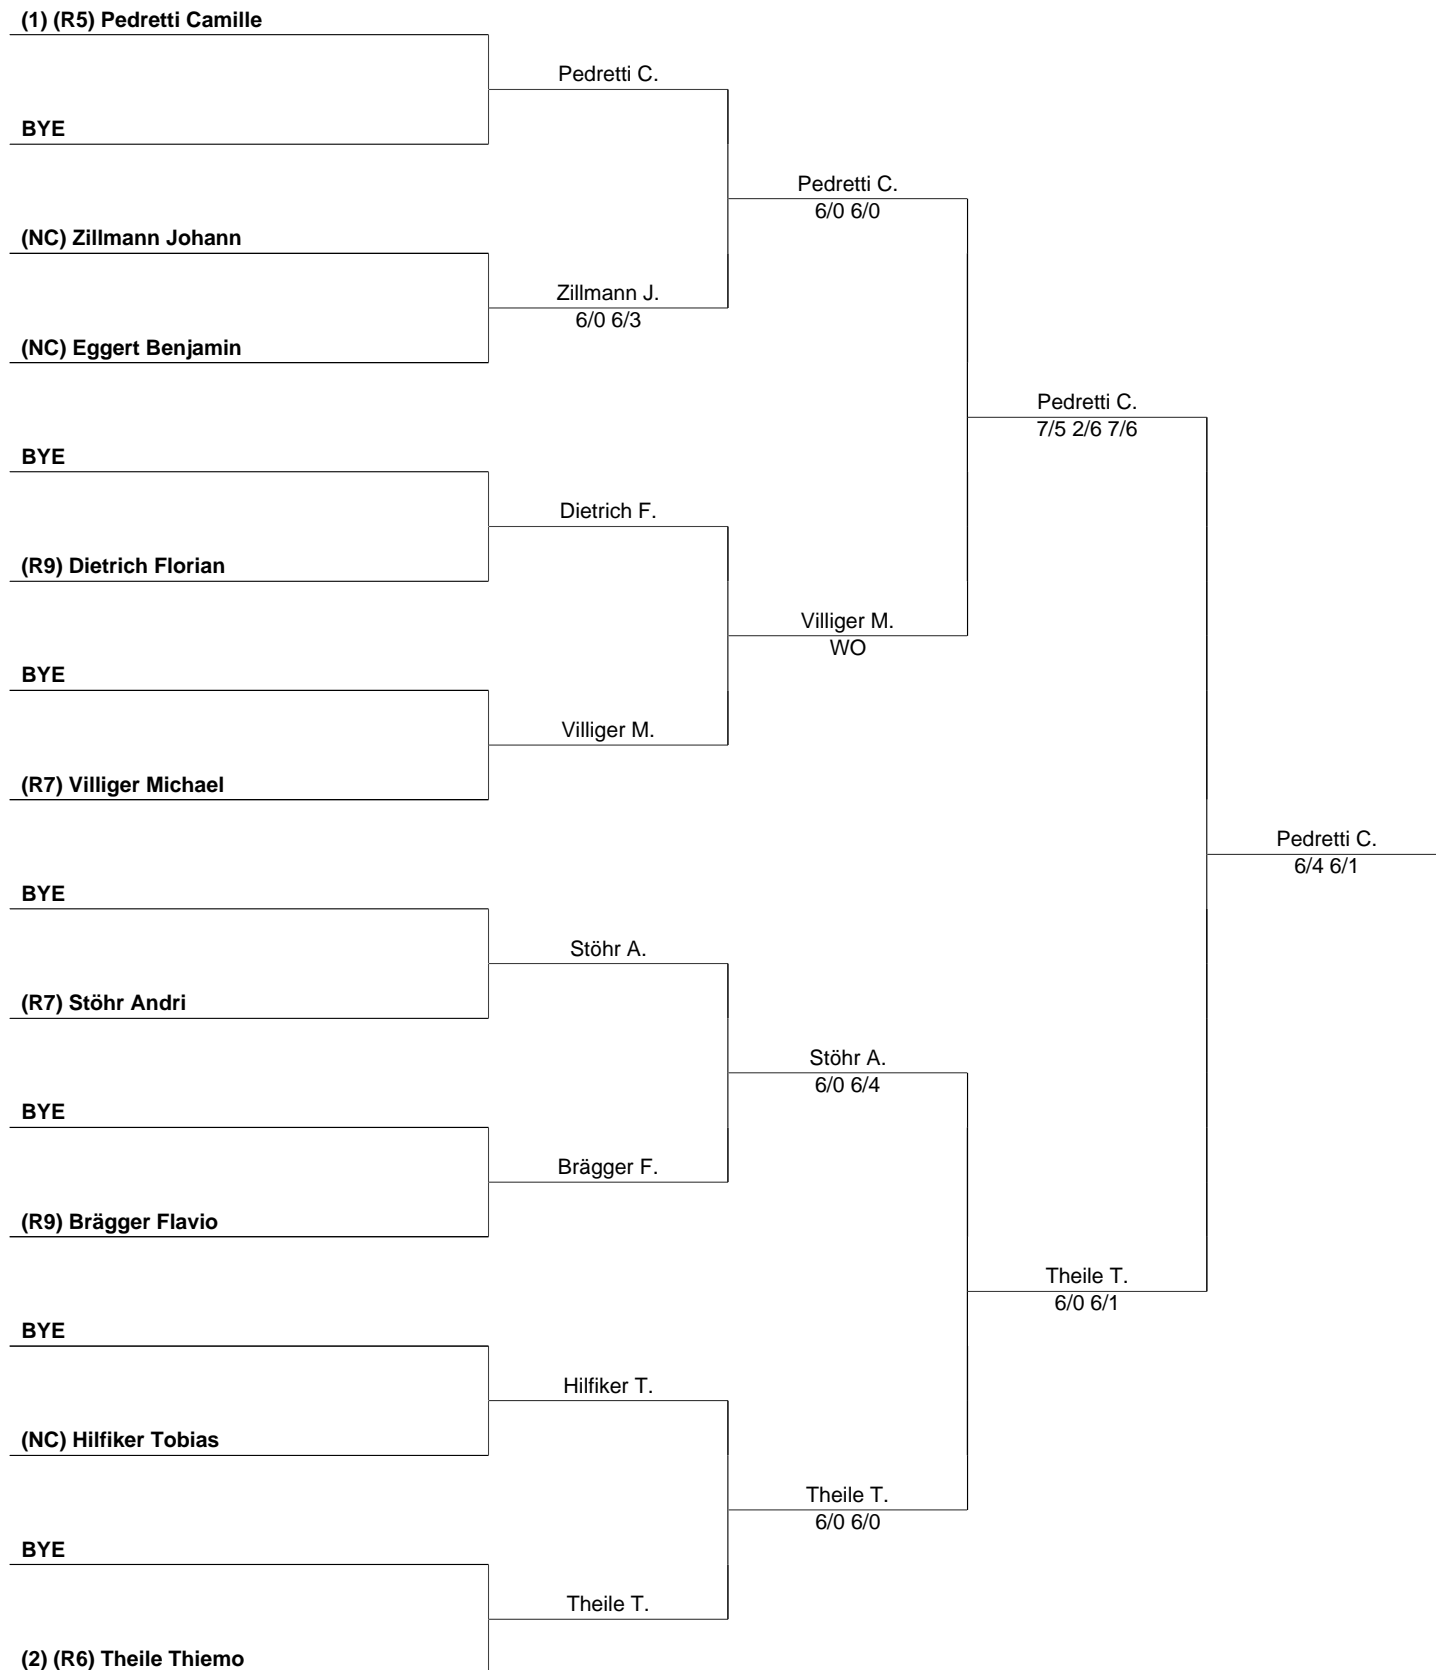 (1) (R5) Pedretti Camille
Pedretti C.
BYE
Pedretti C.
6/0 6/0
(NC) Zillmann Johann
Zillmann J.
6/0 6/3
(NC) Eggert Benjamin
Pedretti C.
7/5 2/6 7/6
BYE
Dietrich F.
(R9) Dietrich Florian
Villiger M.
WO
BYE
Villiger M.
(R7) Villiger Michael
Pedretti C.
6/4 6/1
BYE
Stöhr A.
(R7) Stöhr Andri
Stöhr A.
6/0 6/4
BYE
Brägger F.
(R9) Brägger Flavio
Theile T.
6/0 6/1
BYE
Hilfiker T.
(NC) Hilfiker Tobias
Theile T.
6/0 6/0
BYE
Theile T.
(2) (R6) Theile Thiemo